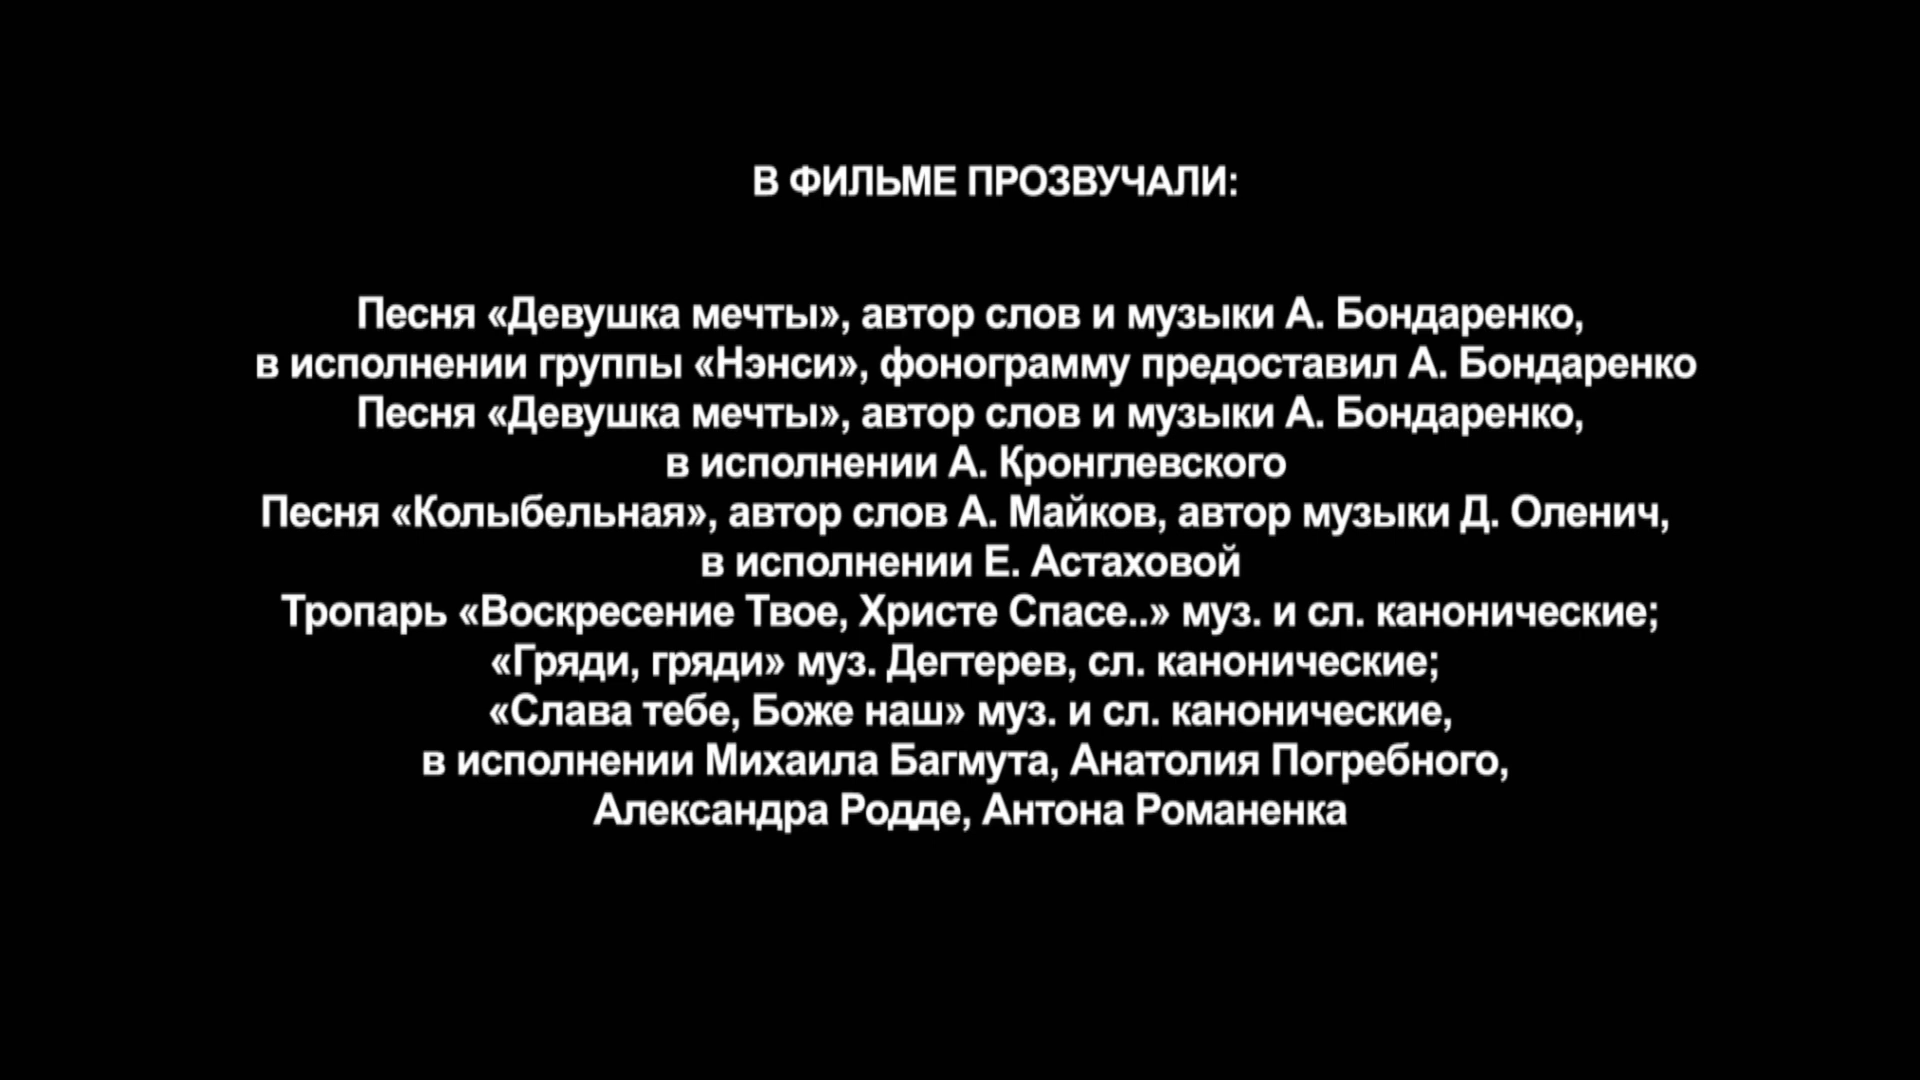 В ФИЛЬМЕ ПРОЗВУЧАЛИ:
Песня «Девушка мечты», автор слов и музыки А. Бондаренко,
в исполнении группы «Нэнси», фонограмму предоставил А. Бондаренко
Песня «Девушка мечты», автор слов и музыки А. Бондаренко,
в исполнении А. Кронглевского
Песня «Колыбельная», автор слов А. Майков, автор музыки Д. Оленич,
в исполнении Е. Астаховой
Тропарь «Воскресение Твое, Христе Спасе..» муз. и сл. канонические;
«Гряди, гряди» муз. Дегтерев, сл. канонические;
«Слава тебе, Боже наш» муз. и сл. канонические,
в исполнении Михаила Багмута, Анатолия Погребного,
Александра Родде, Антона Романенка